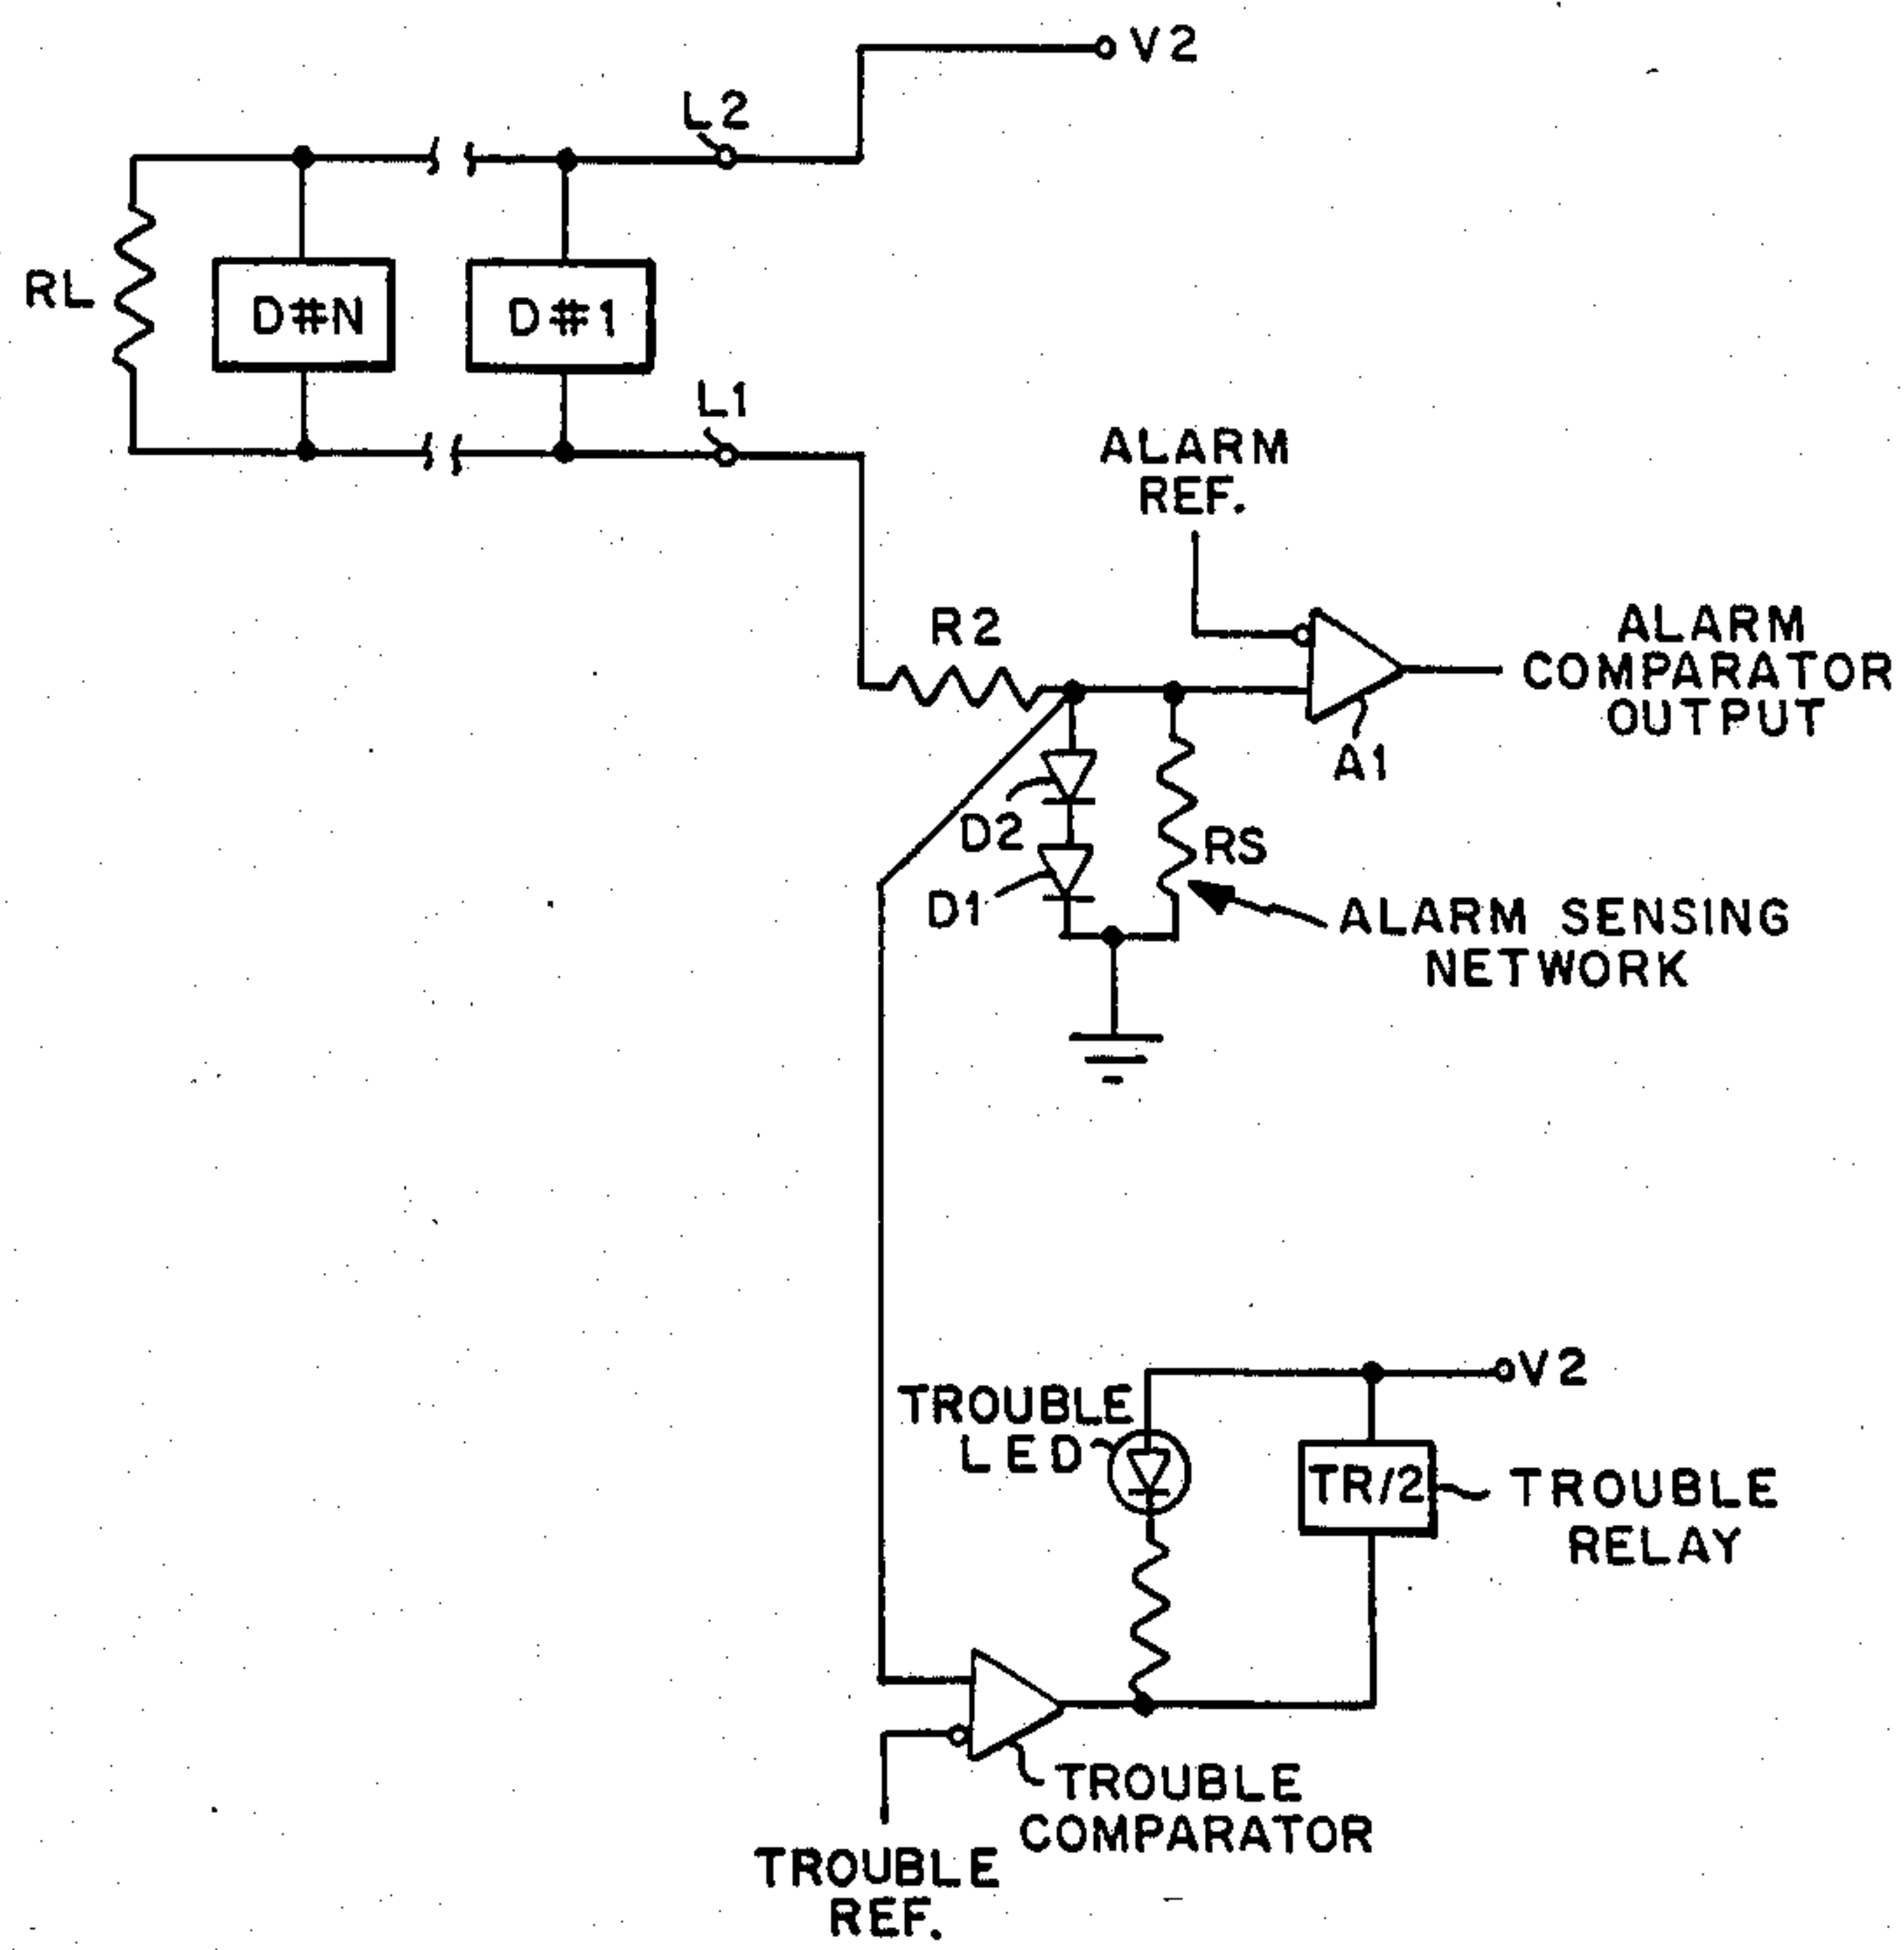 V2
L2
RL
D#N
D#1
L1
ALARM
REF.
R2
ALARM
COMPARATOR
OUTPUT
A1
D2
RS
D1
ALARM SENSING
NETWORK
V2
TROUBLE
LED
TR/2
TROUBLE
RELAY
TROUBLE
COMPARATOR
TROUBLE
REF.